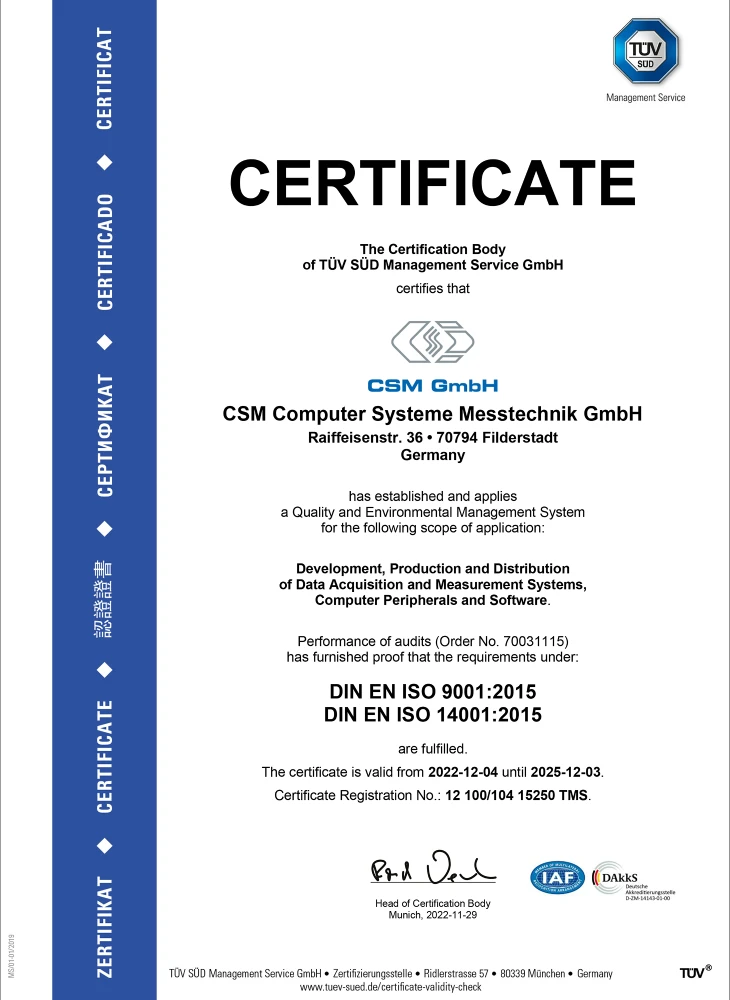 TÜV
SÜD
Management Service
CERTIFICATE
The Certification Body
of TÜV SÜD Management Service GmbH
certifies that
CSM GmbH
CSM Computer Systeme Messtechnik GmbH
Raiffeisenstr. 36 • 70794 Filderstadt
Germany
has established and applies
a Quality and Environmental Management System
for the following scope of application:
Development, Production and Distribution
of Data Acquisition and Measurement Systems,
Computer Peripherals and Software.
Performance of audits (Order No. 70031115)
has furnished proof that the requirements under:
DIN EN ISO 9001:2015
DIN EN ISO 14001:2015
are fulfilled.
The certificate is valid from 2022-12-04 until 2025-12-03.
Certificate Registration No.: 12 100/104 15250 TMS.
Head of Certification Body
Munich, 2022-11-29
IAF
DAkkS
Deutsche
Akkreditierungsstelle
D-ZM-14143-01-00
TÜV SÜD Management Service GmbH • Zertifizierungsstelle • Ridlerstrasse 57 • 80339 München • Germany
www.tuev-sued.de/certificate-validity-check
TÜV®
ZERTIFIKAT ◆ CERTIFICATE ◆ 認證證書 ◆ СЕРТИФИКАТ ◆ CERTIFICADO ◆ CERTIFICAT
MS/01-01/2019